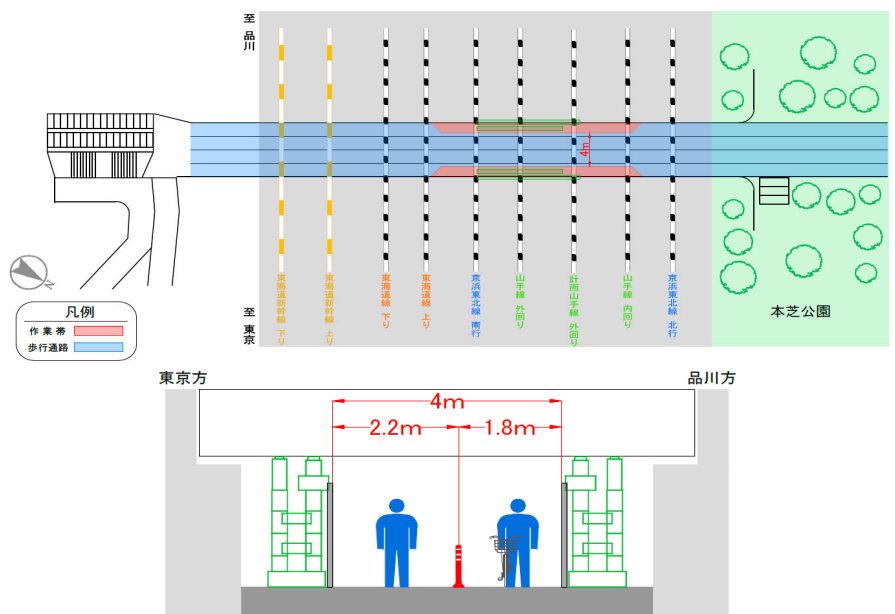 至 品川
4m
東海道新幹線 下り
東海道新幹線 上り
東海道線 下り
東海道線 上り
京浜東北線 南行
山手線 外回り
計画山手線 外回り
山手線 内回り
京浜東北線 北行
至 東京
本芝公園
N
凡例
作業帯
歩行通路
東京方
品川方
4m
2.2m
1.8m